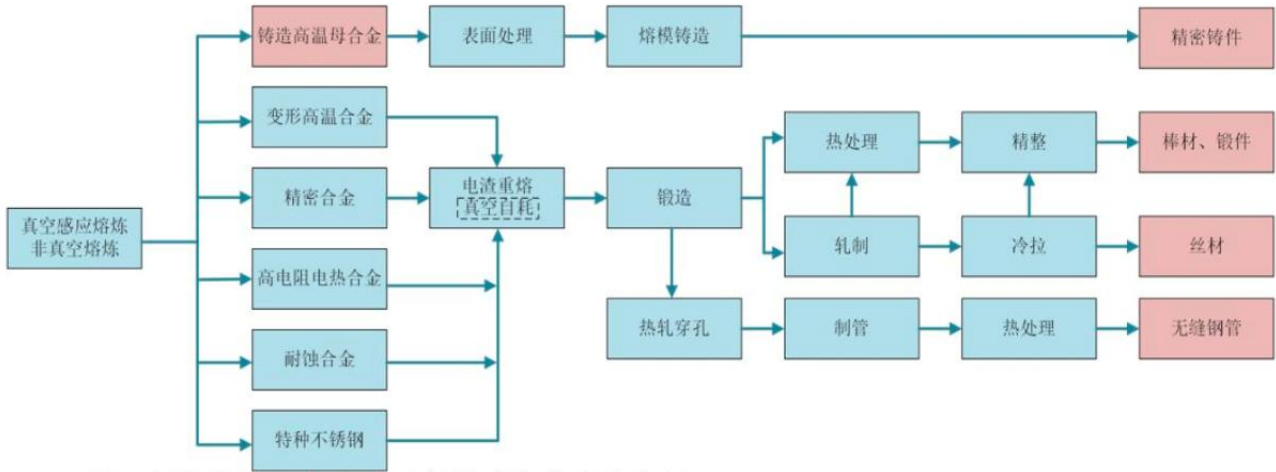 铸造高温母合金
表面处理
熔模铸造
精密铸件
变形高温合金
热处理
精整
棒材、锻件
精密合金
电渣重熔
真空自耗
锻造
真空感应熔炼
非真空熔炼
轧制
冷拉
丝材
高电阻电热合金
热轧穿孔
制管
热处理
无缝钢管
耐蚀合金
特种不锈钢